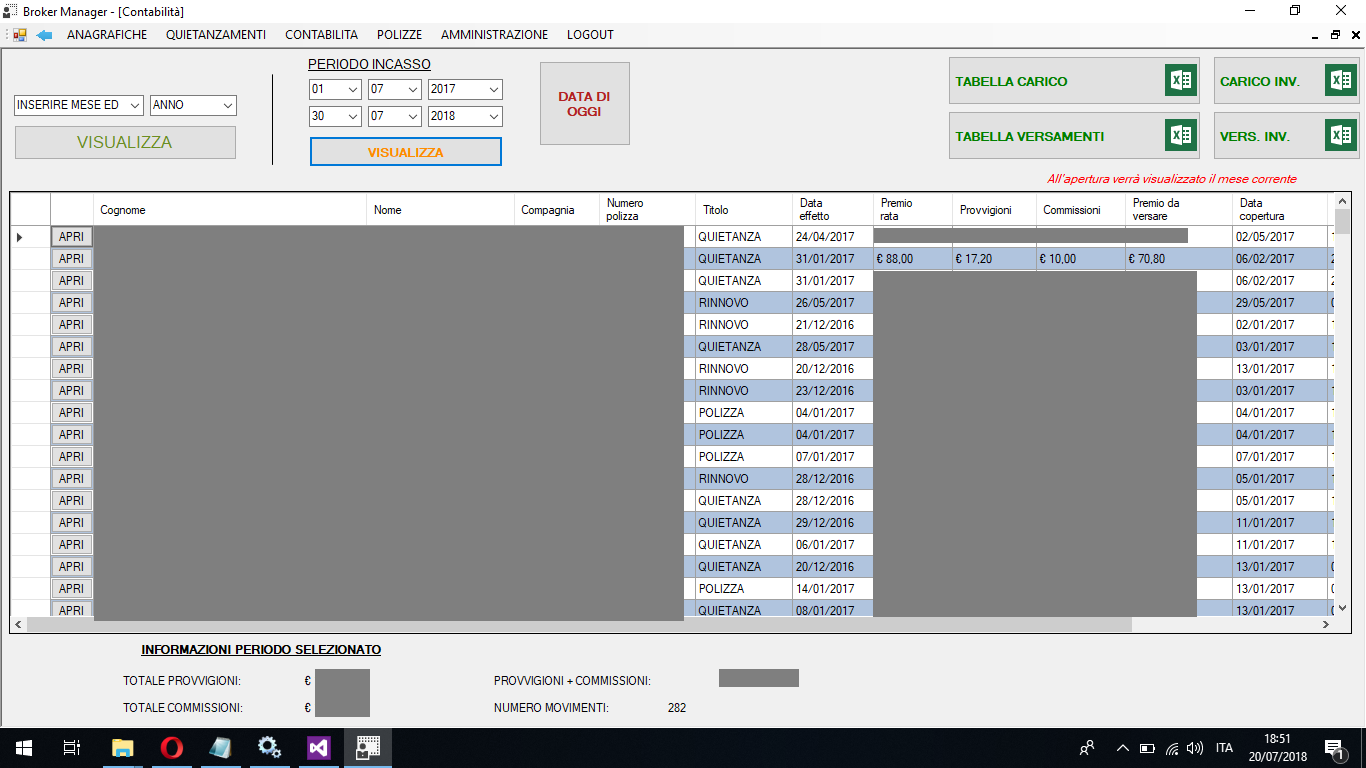 Broker Manager - [Contabilità]
ANAGRAFICHE QUIETANZAMENTI CONTABILITA POLIZZE AMMINISTRAZIONE LOGOUT
PERIODO INCASSO
01 07 2017
INSERIRE MESE ED ANNO
30 07 2018
VISUALIZZA
VISUALIZZA
DATA DI
OGGI
TABELLA CARICO
CARICO INV.
TABELLA VERSAMENTI
VERS. INV.
All'apertura verrà visualizzato il mese corrente
Cognome Nome Compagnia Numero polizza Titolo Data effetto Premio rata Provvigioni Commissioni Premio da versare Data copertura
APRI QUIETANZA 24/04/2017 02/05/2017
APRI QUIETANZA 31/01/2017 € 88,00 € 17,20 € 10,00 € 70,80 06/02/2017
APRI QUIETANZA 31/01/2017 06/02/2017
APRI RINNOVO 26/05/2017 29/05/2017
APRI RINNOVO 21/12/2016 02/01/2017
APRI QUIETANZA 28/05/2017 03/01/2017
APRI RINNOVO 20/12/2016 13/01/2017
APRI RINNOVO 23/12/2016 03/01/2017
APRI POLIZZA 04/01/2017 04/01/2017
APRI POLIZZA 04/01/2017 04/01/2017
APRI POLIZZA 07/01/2017 07/01/2017
APRI RINNOVO 28/12/2016 05/01/2017
APRI QUIETANZA 28/12/2016 05/01/2017
APRI QUIETANZA 29/12/2016 11/01/2017
APRI QUIETANZA 06/01/2017 11/01/2017
APRI QUIETANZA 20/12/2016 13/01/2017
APRI POLIZZA 14/01/2017 13/01/2017
APRI QUIETANZA 08/01/2017 13/01/2017
INFORMAZIONI PERIODO SELEZIONATO
TOTALE PROVVIGIONI: € PROVVIGIONI + COMMISSIONI:
TOTALE COMMISSIONI: € NUMERO MOVIMENTI: 282
ITA
18:51
20/07/2018
1